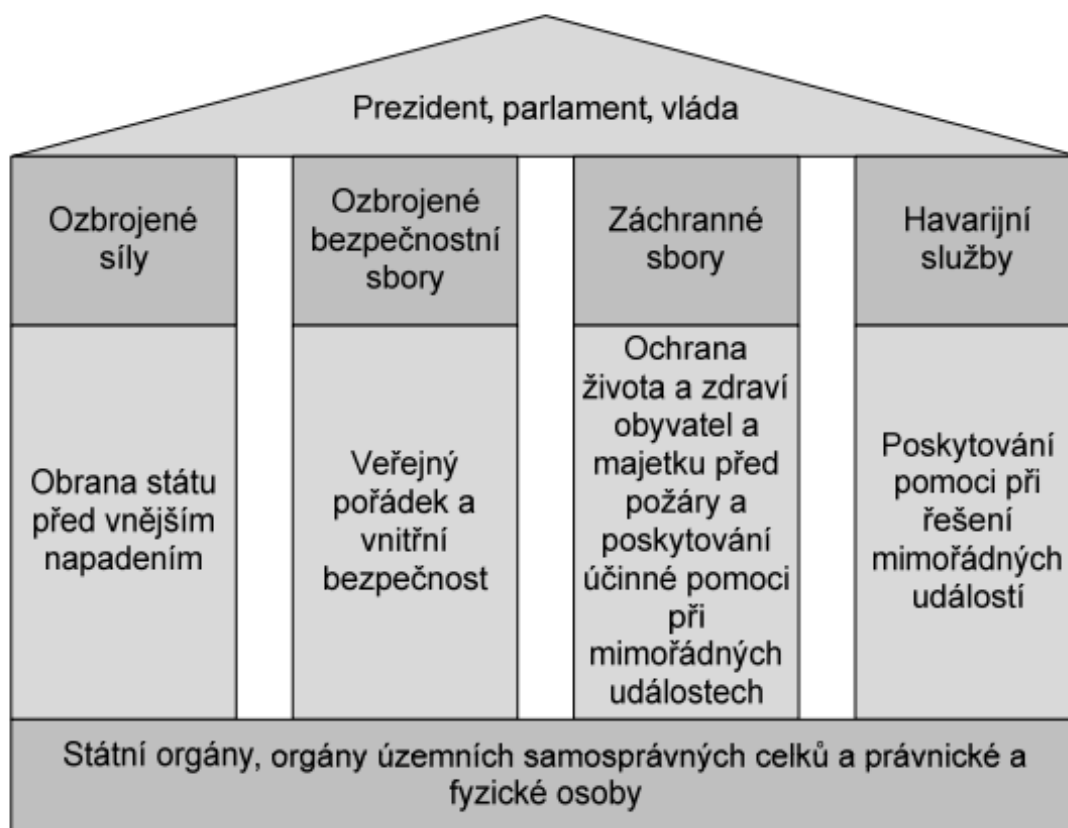 Prezident, parlament, vláda
Ozbrojené
síly
Ozbrojené
bezpečnostní
sbory
Záchranné
sbory
Havarijní
služby
Obrana státu
před vnějším
napadením
Veřejný
pořádek a
vnitřní
bezpečnost
Ochrana
života a zdraví
obyvatel a
majetku před
požáry a
poskytování
účinné pomoci
při
mimořádných
událostech
Poskytování
pomoci při
řešení
mimořádných
událostí
Státní orgány, orgány územních samosprávných celků a právnické a
fyzické osoby